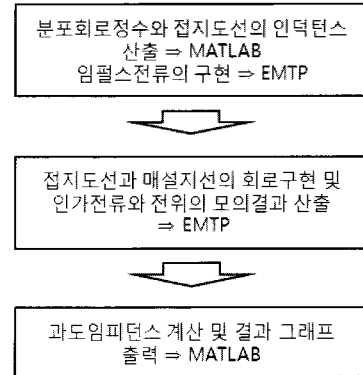 분포회로정수와 접지도선의 인덕턴스
산출 ⇒ MATLAB
임펄스전류의 구현 ⇒ EMTP
접지도선과 매설지선의 회로구현 및
인가전류와 전위의 모의결과 산출
⇒ EMTP
과도임피던스 계산 및 결과 그래프
출력 ⇒ MATLAB